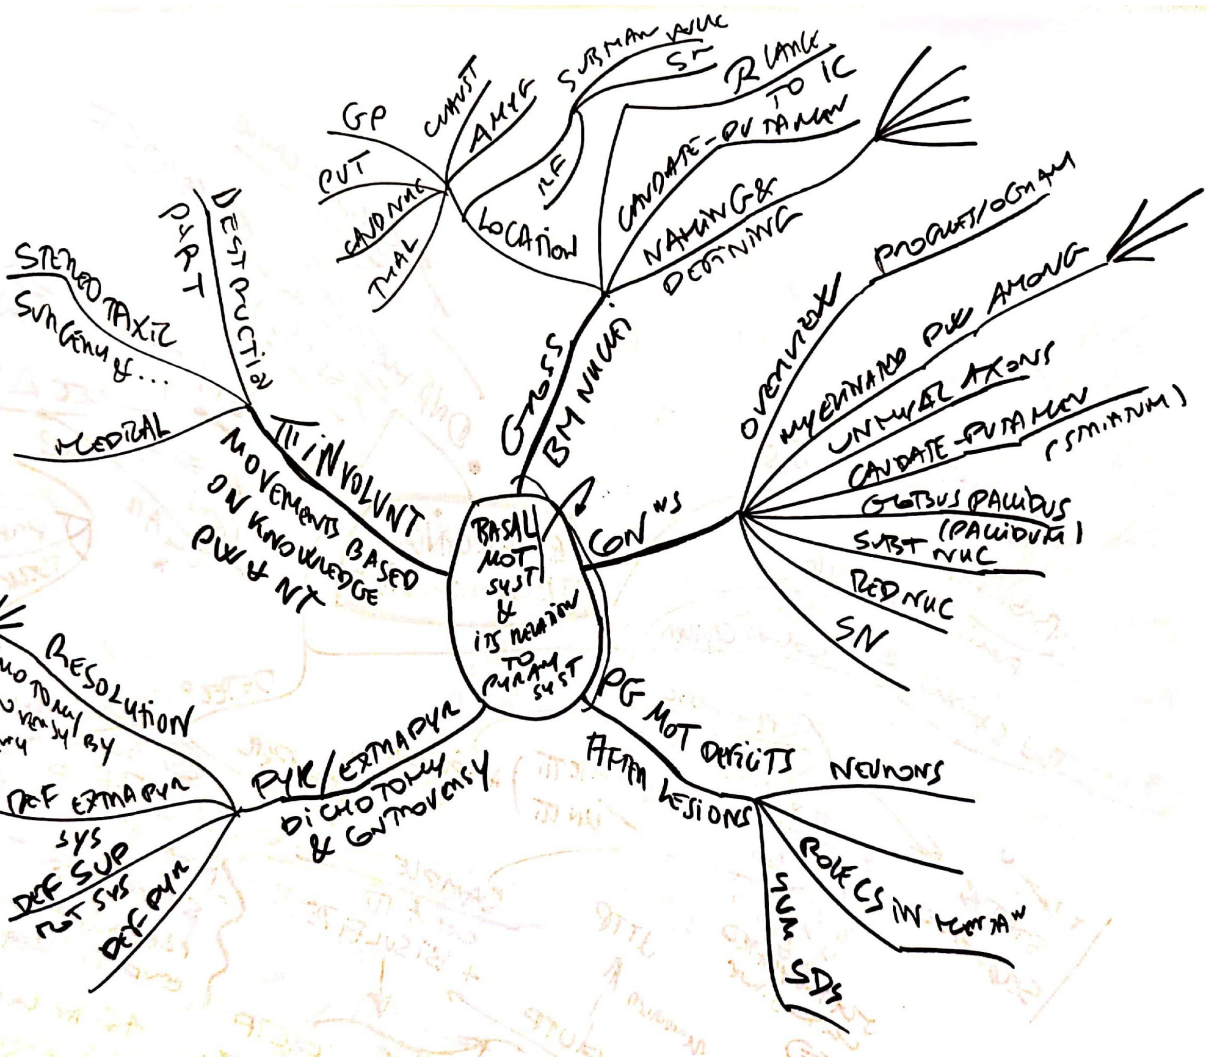 BASAL
MOT
SYST
&
ITS RELATION
TO
PYRAM
SYST
GROSS
BM NUCLEI
LOCATION
GP
PUT
CAUD NUC
THAL
CLAUST
AMYG
RF
SUBTHAL NUC
SN
R LANCE
TO IC
CAUDATE-PUTAMEN
NAMING &
DEFINING
CON NS
OVERVIEW
MYELINATED PW AMONG
UNMYEL AXONS
CAUDATE-PUTAMEN
(STRIATUM)
GLOBUS PALLIDUS
(PALLIDUM)
SUBT NUC
RED NUC
SN
PG MOT DEFICITS
AFTER LESIONS
NEURONS
ROLE CS IN
SUM
SDS
PYR/EXTRAPYR
DICHOTOMY
& CONTROVERSY
RESOLUTION
BY
DEF EXTRAPYR
SYS
DEF SUP
MOT SYS
DEF PYR
INVOLUNT
MOVEMENTS BASED
ON KNOWLEDGE
PW & NT
DESTRUCTION
PART
STEREOTAXIC
SURGERY & ...
MEDICAL